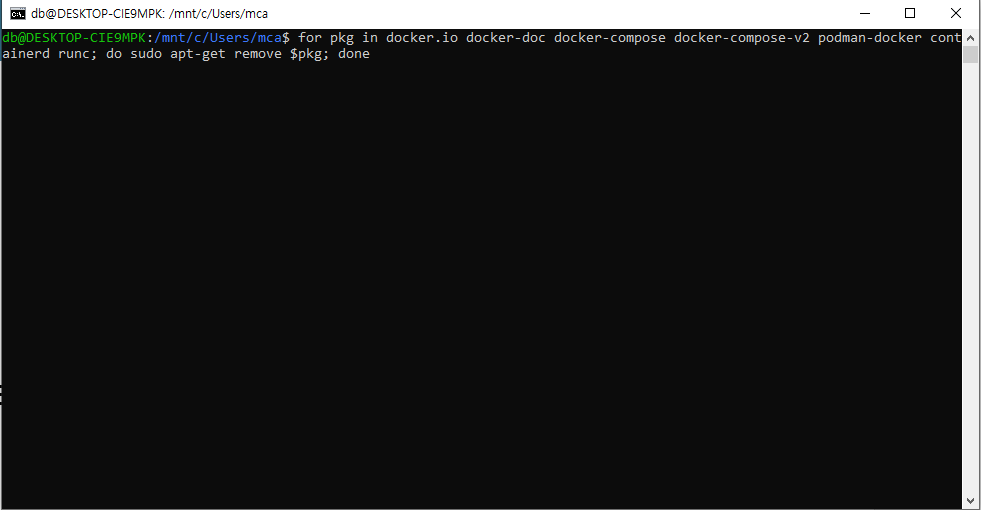 db@DESKTOP-CIE9MPK: /mnt/c/Users/mca
db@DESKTOP-CIE9MPK:/mnt/c/Users/mca$ for pkg in docker.io docker-doc docker-compose docker-compose-v2 podman-docker cont
ainerd runc; do sudo apt-get remove $pkg; done